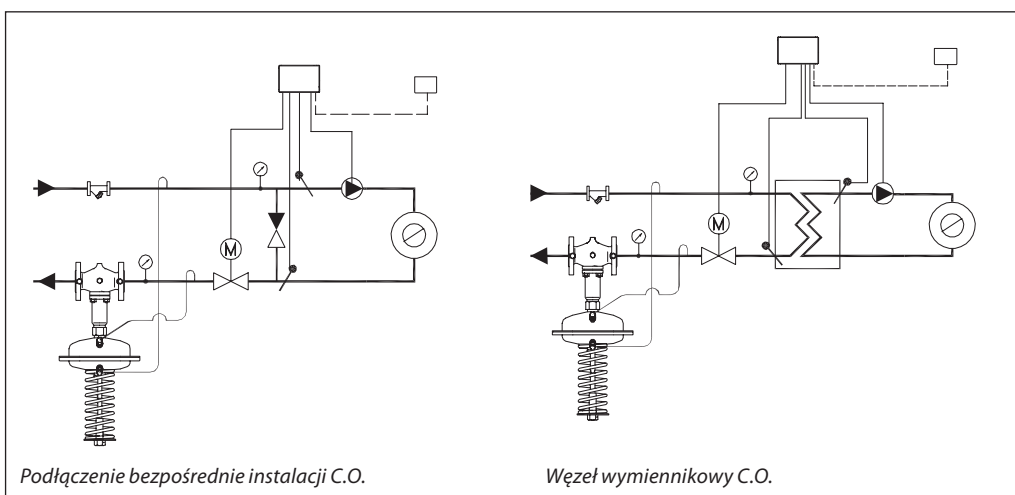 M
M
Podłączenie bezpośrednie instalacji C.O.
Węzeł wymiennikowy C.O.